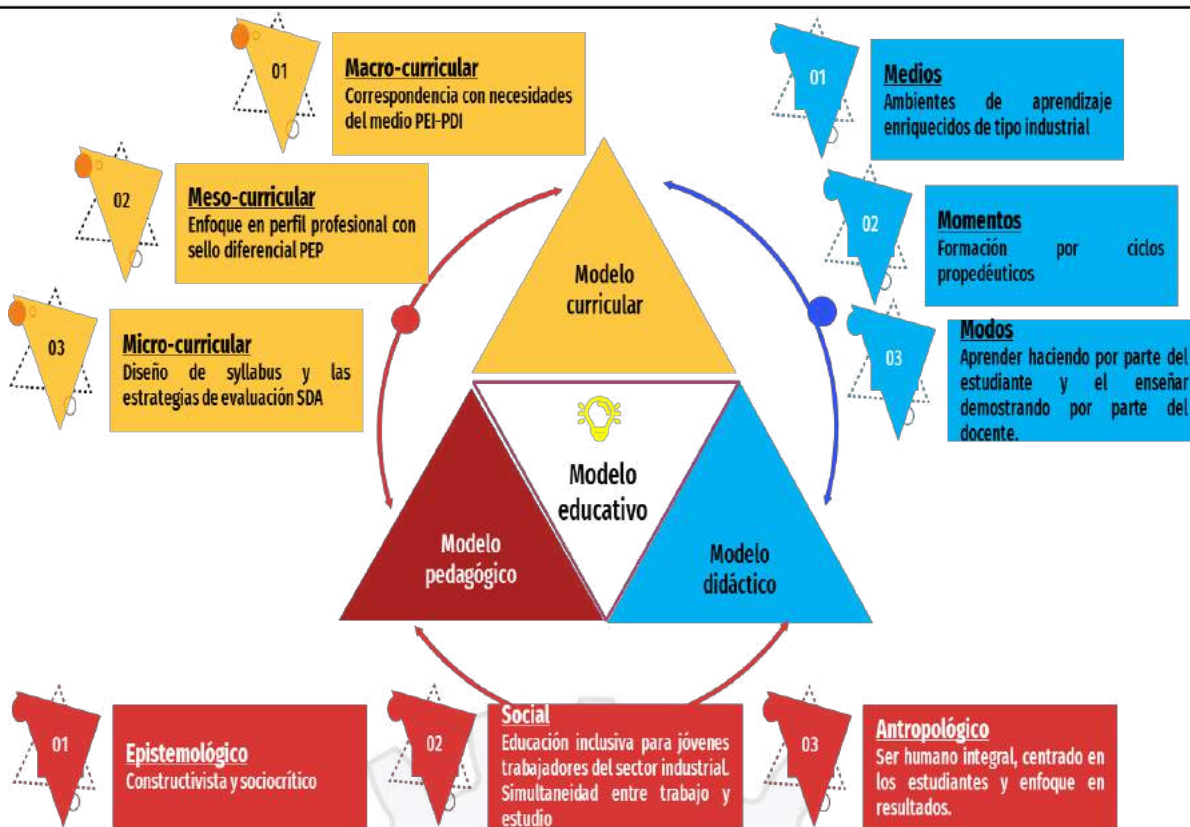 01
Macro-curricular
Correspondencia con necesidades
del medio PEI-PDI
02
Meso-curricular
Enfoque en perfil profesional con
sello diferencial PEP
03
Micro-curricular
Diseño de syllabus y las
estrategias de evaluación SDA
01
Medios
Ambientes de aprendizaje
enriquecidos de tipo industrial
02
Momentos
Formación por ciclos
propedéuticos
03
Modos
Aprender haciendo por parte del
estudiante y el enseñar
demostrando por parte del
docente.
Modelo
curricular
Modelo
educativo
Modelo
pedagógico
Modelo
didáctico
01
Epistemológico
Constructivista y sociocrítico
02
Social
Educación inclusiva para jóvenes
trabajadores del sector industrial.
Simultaneidad entre trabajo y
estudio
03
Antropológico
Ser humano integral, centrado en
los estudiantes y enfoque en
resultados.